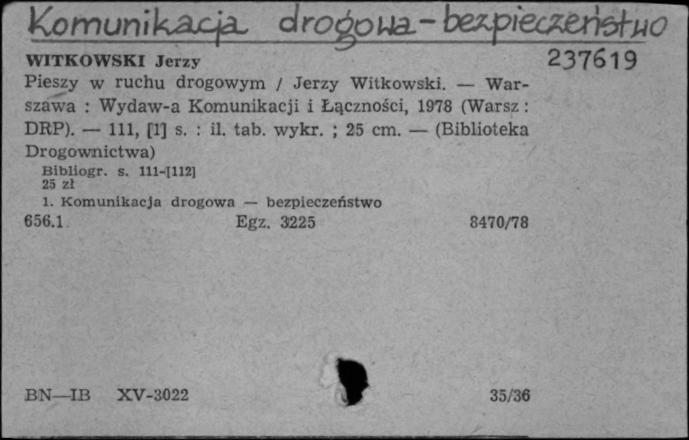 Komunikacja drogowa - bezpieczeństwo
WITKOWSKI Jerzy 237619
Pieszy w ruchu drogowym / Jerzy Witkowski. — War-
szawa : Wydaw-a Komunikacji i Łączności, 1978 (Warsz :
DRP). — 111, [1] s. : il. tab. wykr. ; 25 cm. — (Biblioteka
Drogownictwa)
Bibliogr. s. 111-[112]
25 zł
1. Komunikacja drogowa — bezpieczeństwo
656.1 Egz. 3225 8470/78
BN—IB XV-3022 35/36